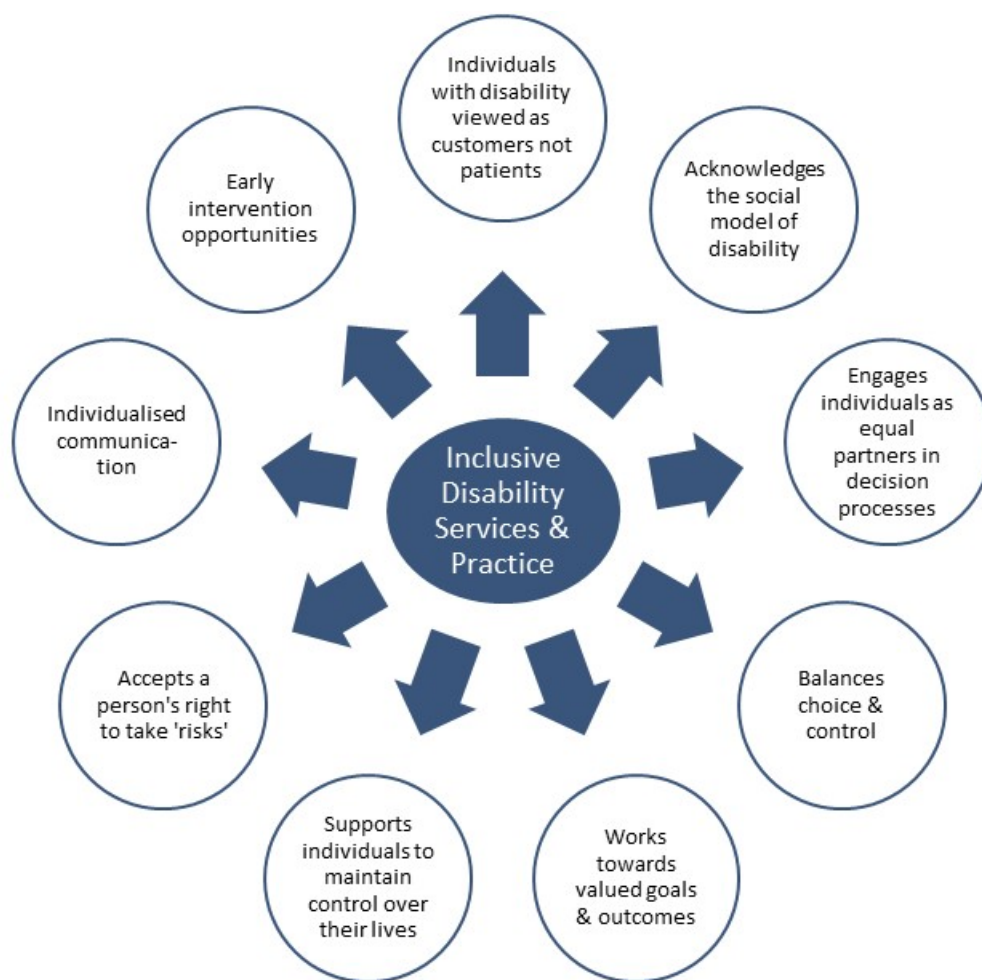 Individuals
with disability
viewed as
customers not
patients
Acknowledges
the social
model of
disability
Engages
individuals as
equal
partners in
decision
processes
Balances
choice &
control
Works
towards
valued goals
& outcomes
Supports
individuals to
maintain
control over
their lives
Accepts a
person's right
to take 'risks'
Individualised
communica-
tion
Early
intervention
opportunities
Inclusive
Disability
Services &
Practice